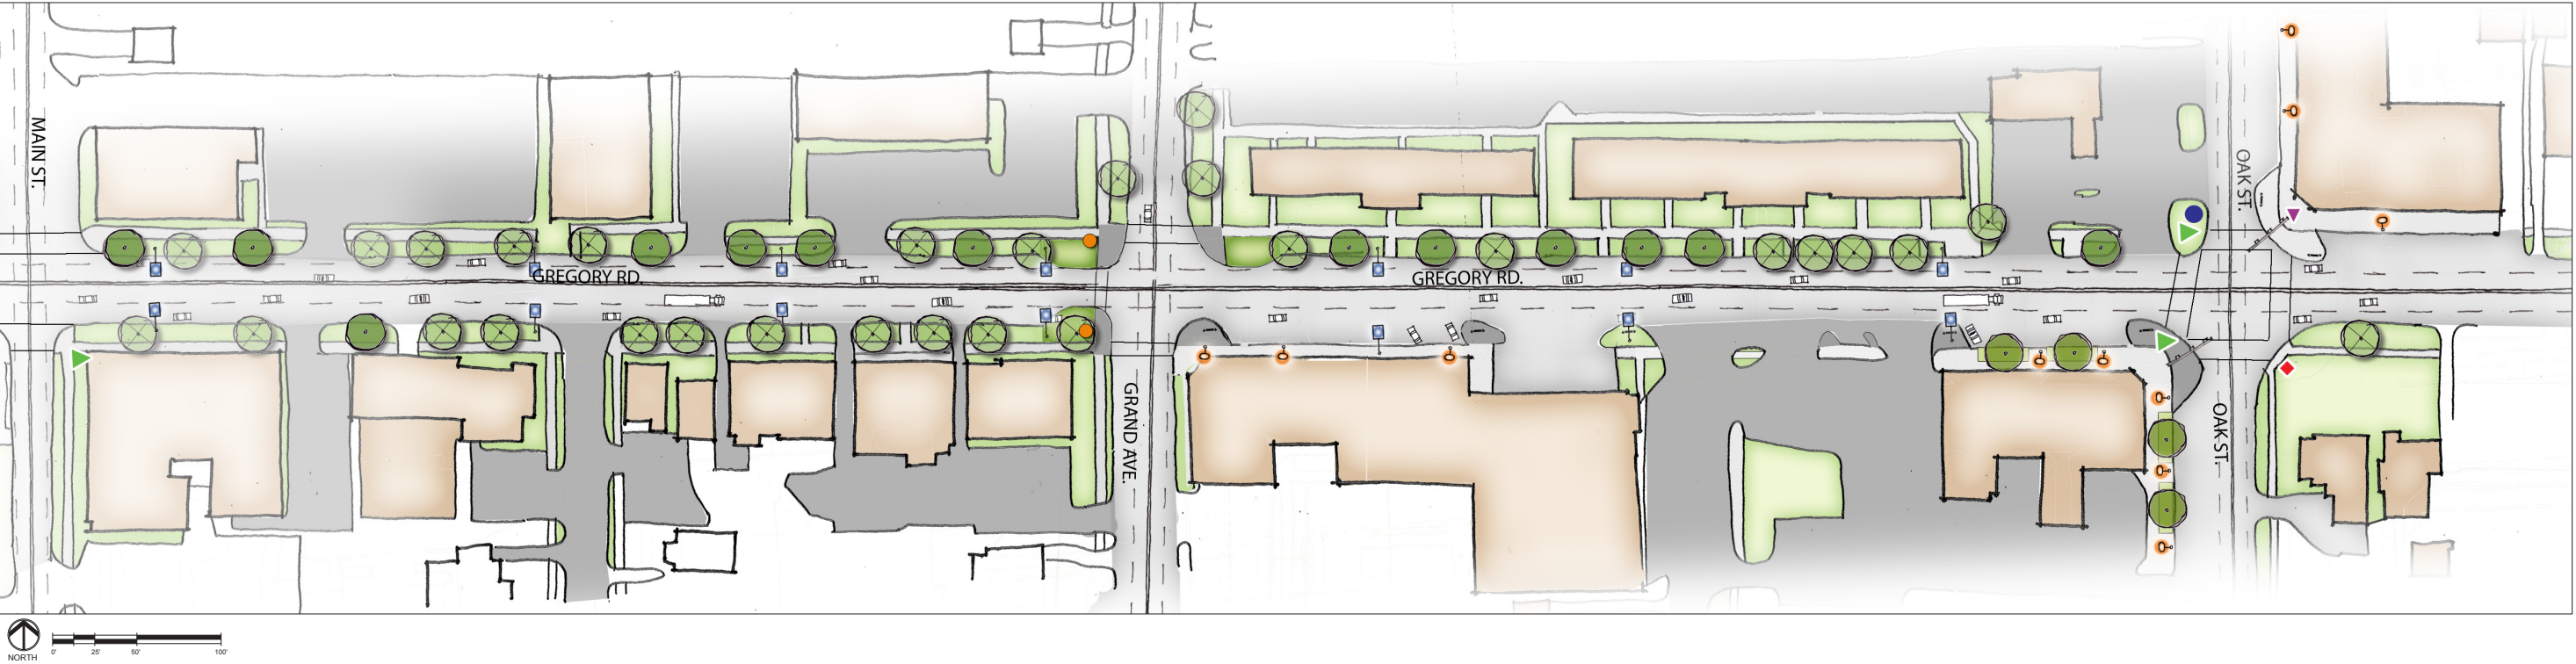 MAIN ST.
GREGORY RD.
GREGORY RD.
OAK ST.
GRAND AVE.
OAK ST.
NORTH
0' 25' 50' 100'